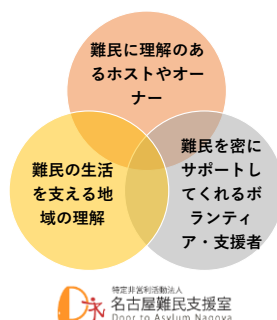 難民に理解のあ
るホストやオー
ナー
難民の生活
を支える地
域の理解
難民を密に
サポートし
てくれるボ
ランティ
ア・支援者
特定非営利活動法人
名古屋難民支援室
Door to Asylum Nagoya